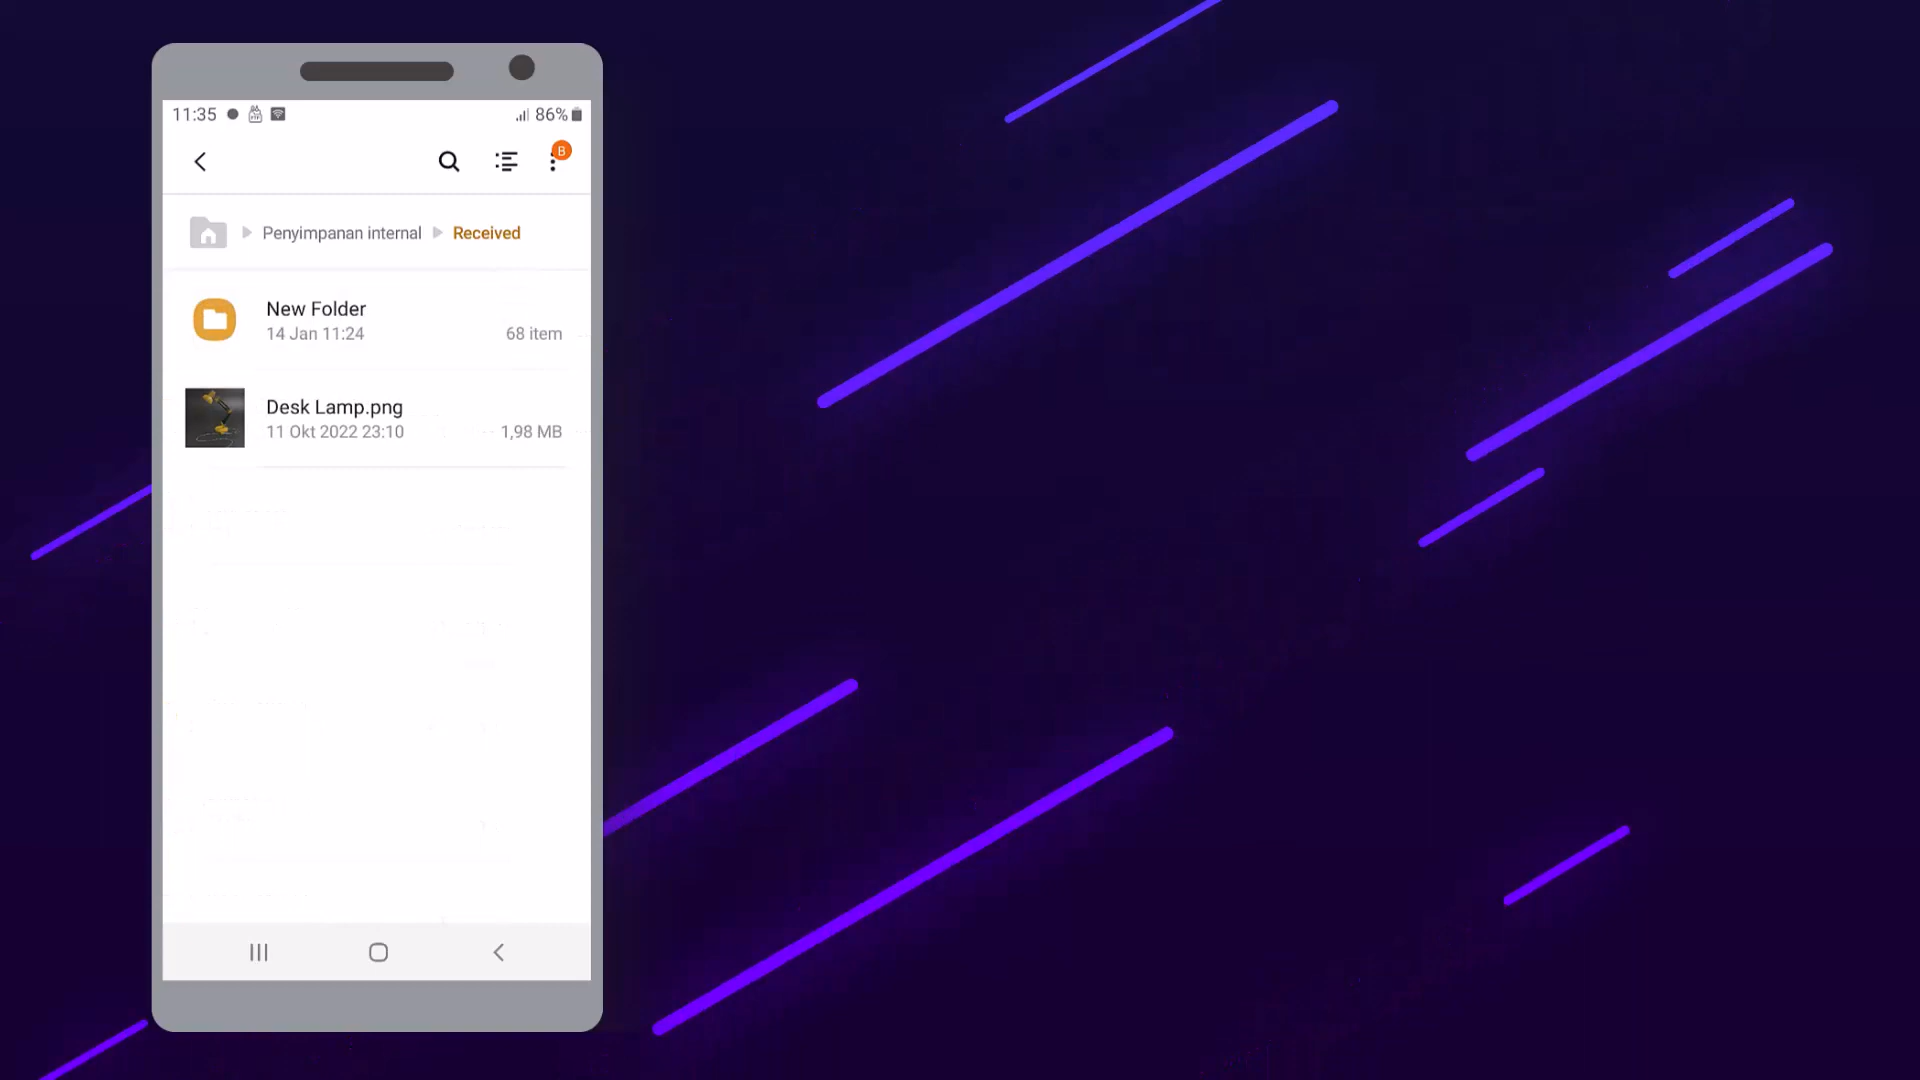 11:35 86%
B
Penyimpanan internal Received
New Folder
14 Jan 11:24 68 item
Desk Lamp.png
11 Okt 2022 23:10 1,98 MB